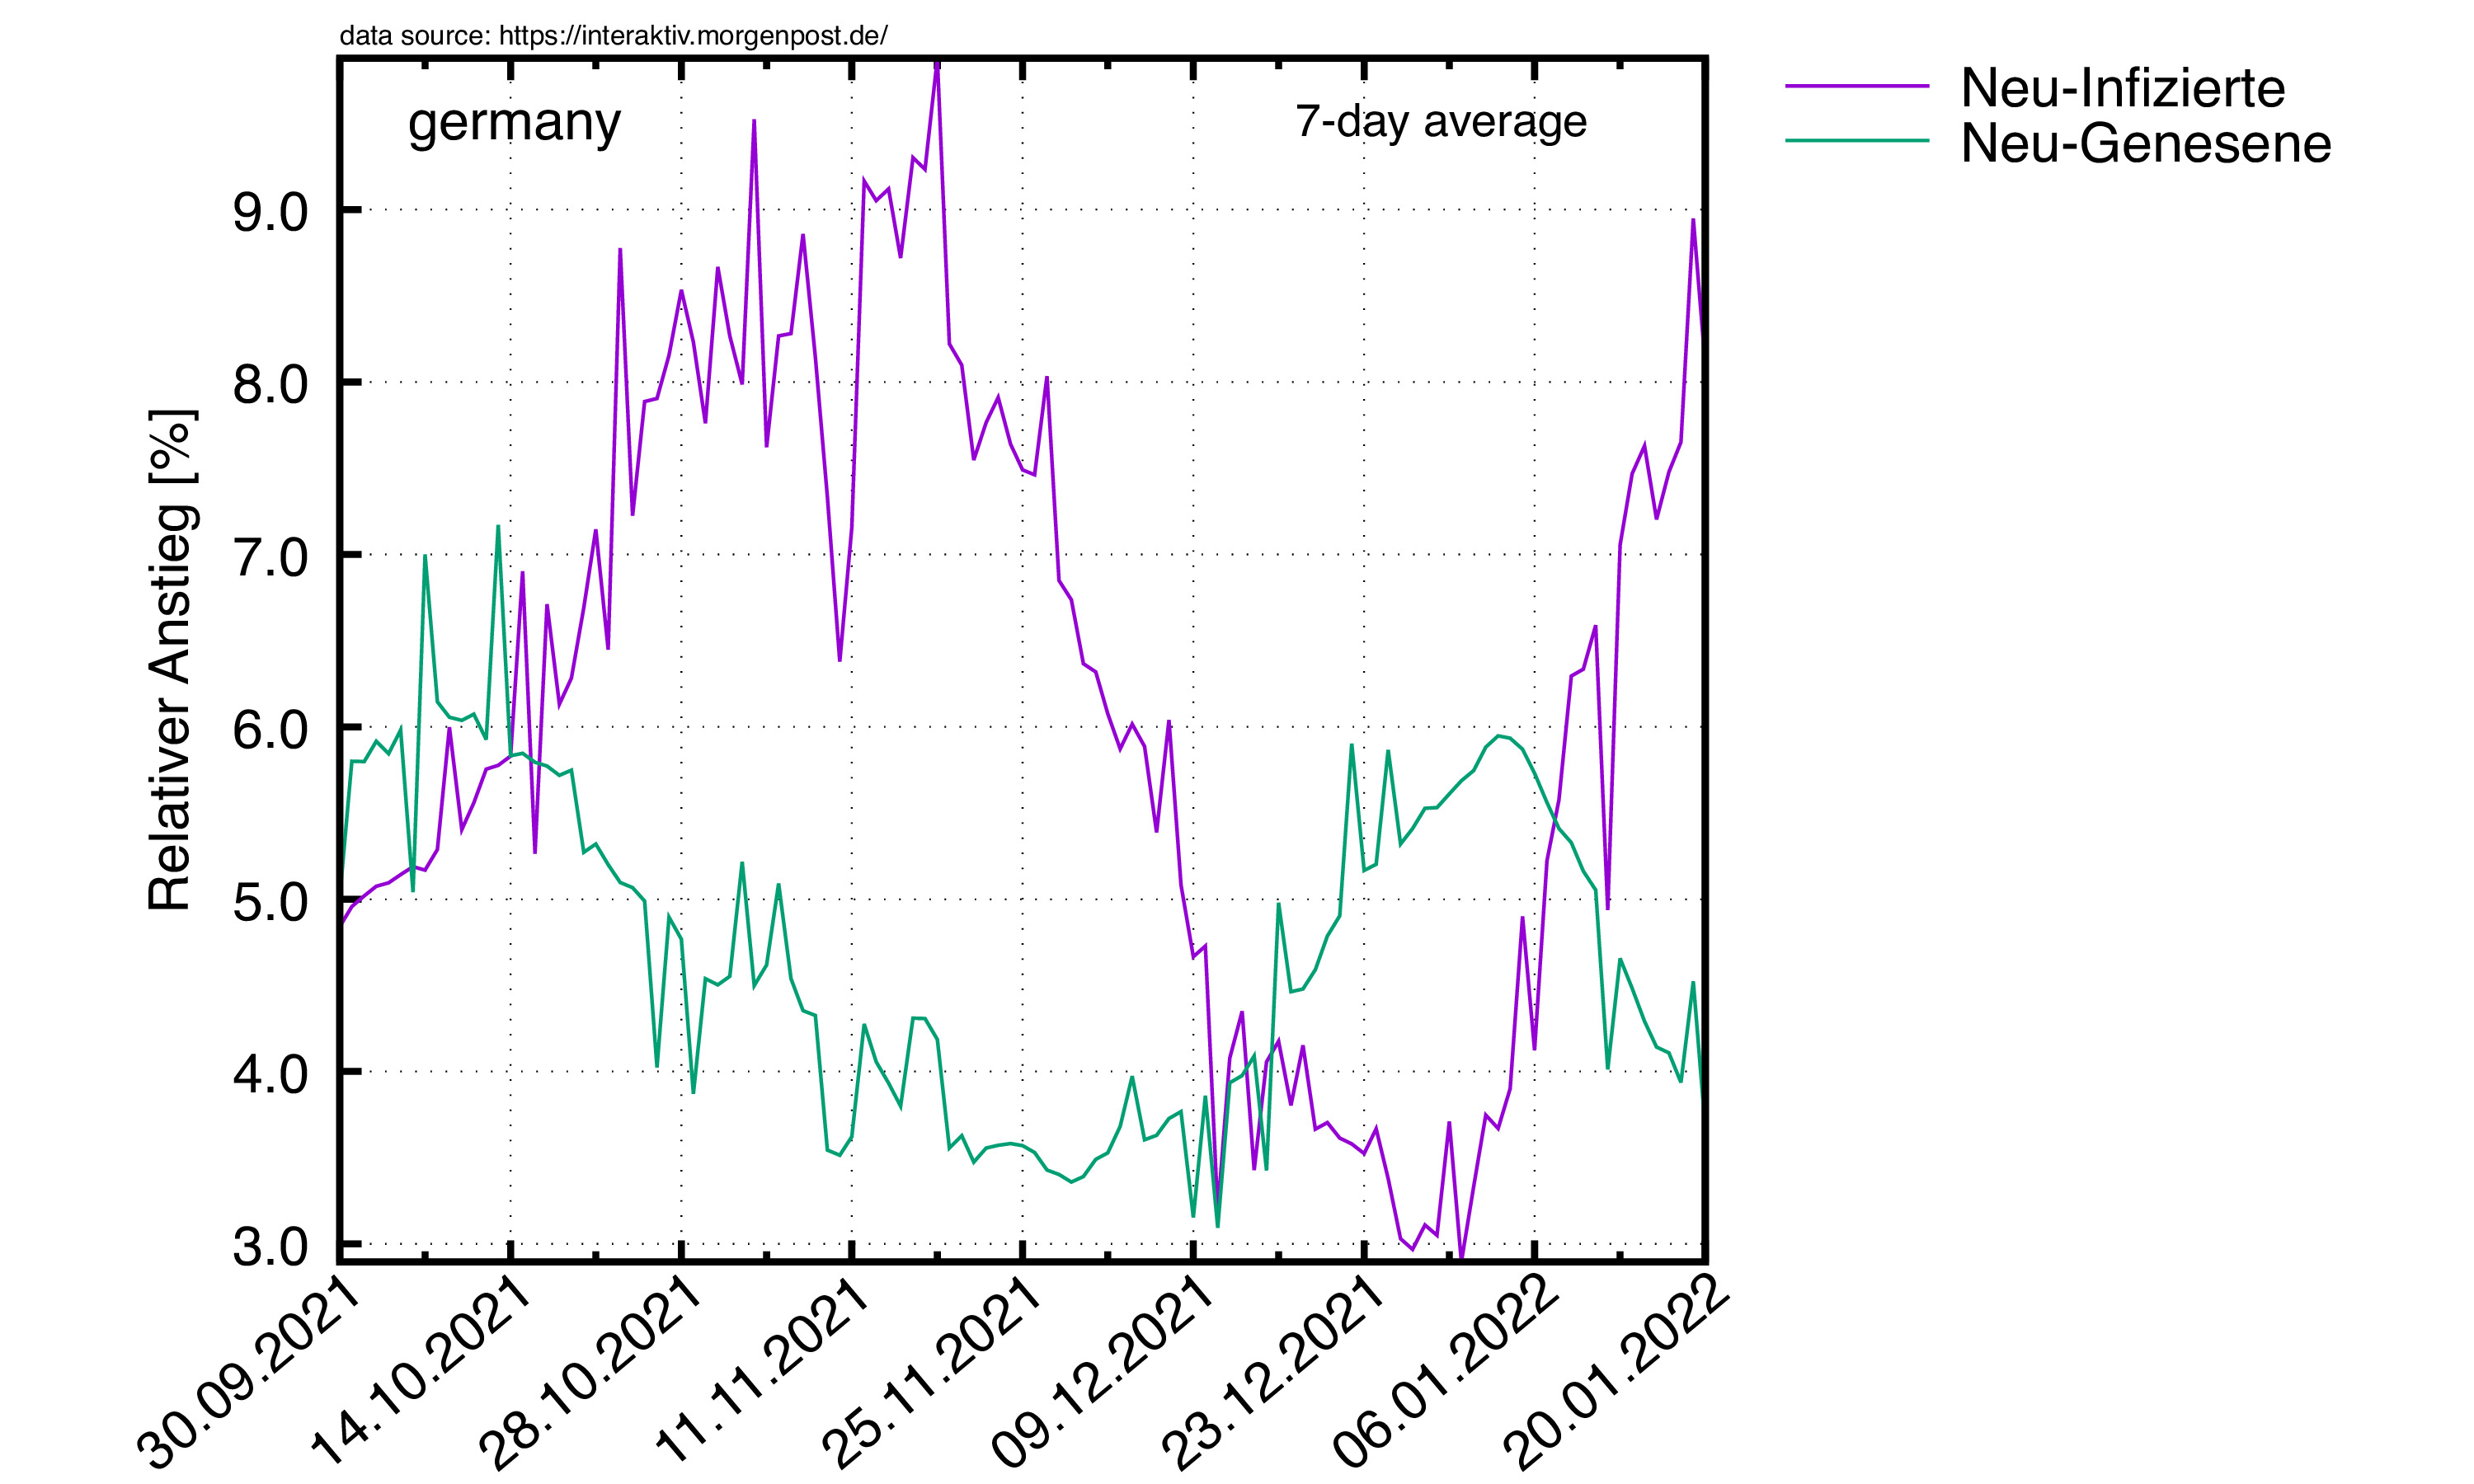 data source: https://interaktiv.morgenpost.de/
germany
7-day average
Neu-Infizierte
Neu-Genesene
Relativer Anstieg [%]
9.0
8.0
7.0
6.0
5.0
4.0
3.0
30.09.2021
14.10.2021
28.10.2021
11.11.2021
25.11.2021
09.12.2021
23.12.2021
06.01.2022
20.01.2022